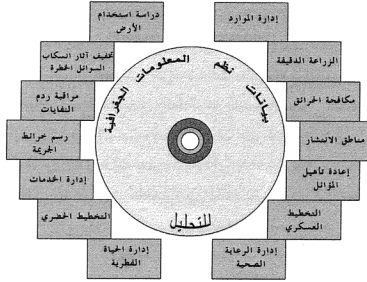 إدارة الموارد
الزراعة الدقيقة
مكافحة الحرائق
مناطق الانتشار
إعادة تأهيل
المؤائل
التخطيط
العسكري
إدارة الرعاية
الصحية
دراسة استخدام
الأرض
تخفيف آثار انسكاب
السوائل الخطرة
مراقبة ردم
النفايات
رسم خرائط
الجريمة
إدارة الخدمات
التخطيط الحضري
إدارة الحياة
الفطرية
بيانات نظم المعلومات الجغرافية
للتحليل